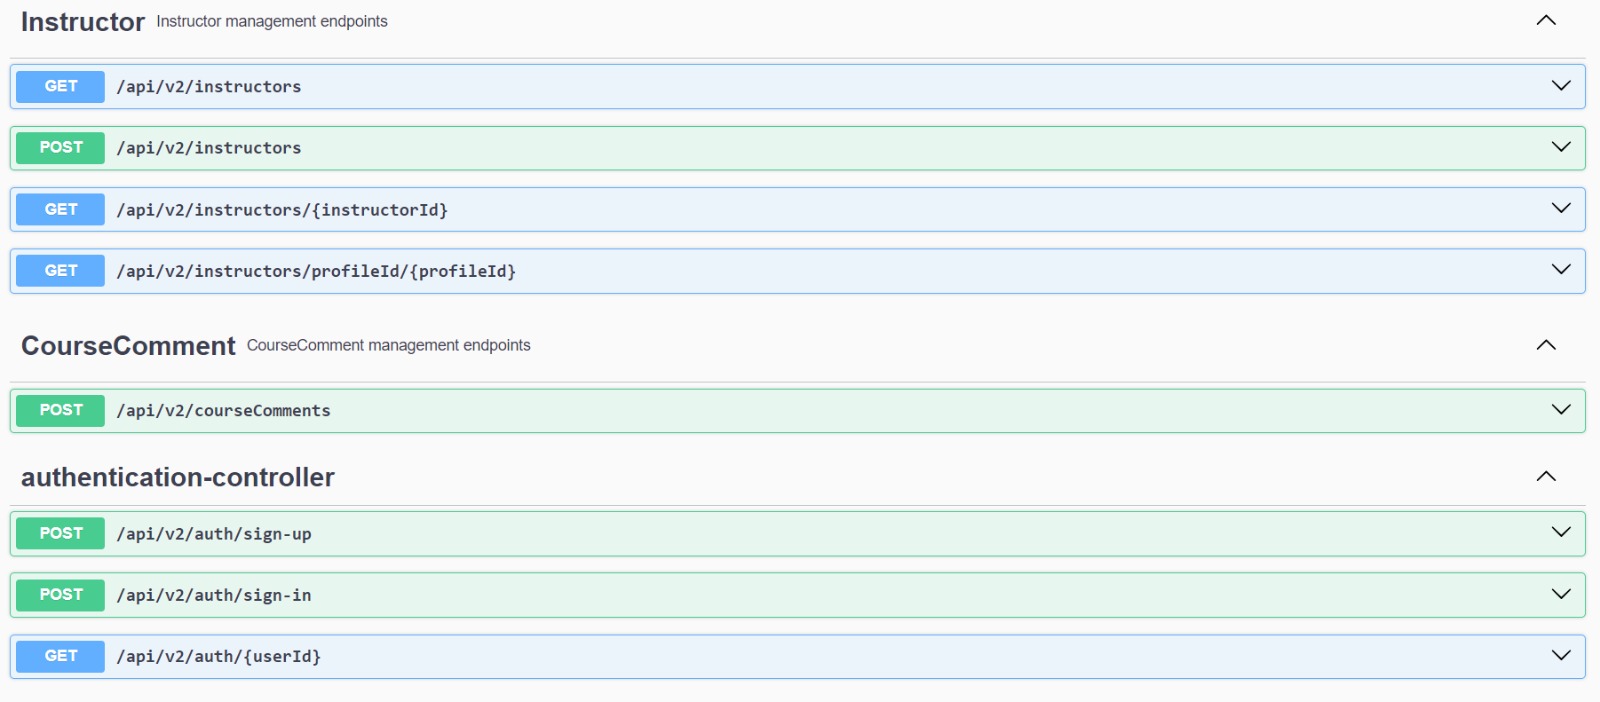 Instructor Instructor management endpoints
GET /api/v2/instructors
POST /api/v2/instructors
GET /api/v2/instructors/{instructorId}
GET /api/v2/instructors/profileId/{profileId}
CourseComment CourseComment management endpoints
POST /api/v2/courseComments
authentication-controller
POST /api/v2/auth/sign-up
POST /api/v2/auth/sign-in
GET /api/v2/auth/{userId}